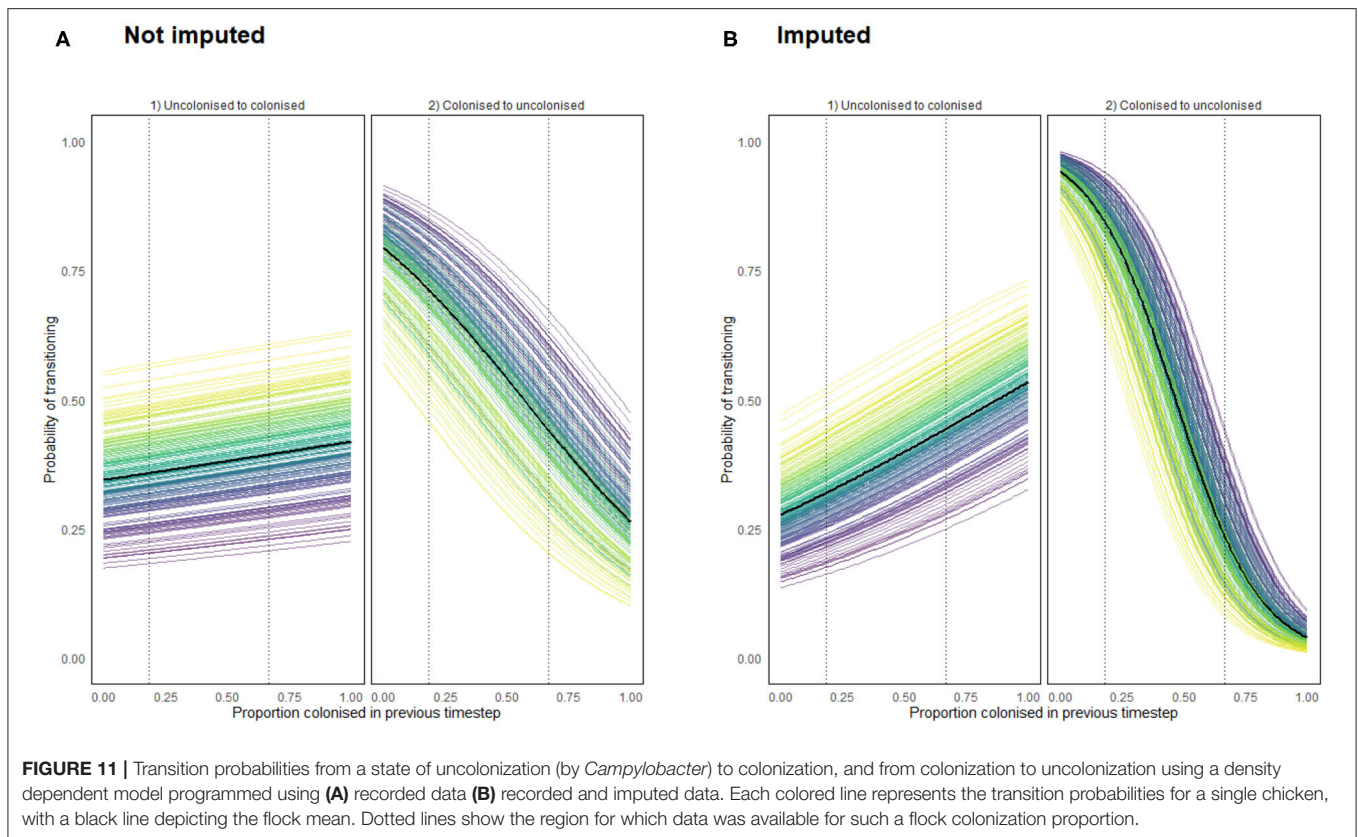 A Not imputed
B Imputed
1) Uncolonised to colonised
2) Colonised to uncolonised
1) Uncolonised to colonised
2) Colonised to uncolonised
Probability of transitioning
1.00
0.75
0.50
0.25
0.00
0.00 0.25 0.50 0.75 1.00
0.00 0.25 0.50 0.75 1.00
Proportion colonised in previous timestep
Probability of transitioning
1.00
0.75
0.50
0.25
0.00
0.00 0.25 0.50 0.75 1.00
0.00 0.25 0.50 0.75 1.00
Proportion colonised in previous timestep
FIGURE 11 | Transition probabilities from a state of uncolonization (by Campylobacter) to colonization, and from colonization to uncolonization using a density
dependent model programmed using (A) recorded data (B) recorded and imputed data. Each colored line represents the transition probabilities for a single chicken,
with a black line depicting the flock mean. Dotted lines show the region for which data was available for such a flock colonization proportion.